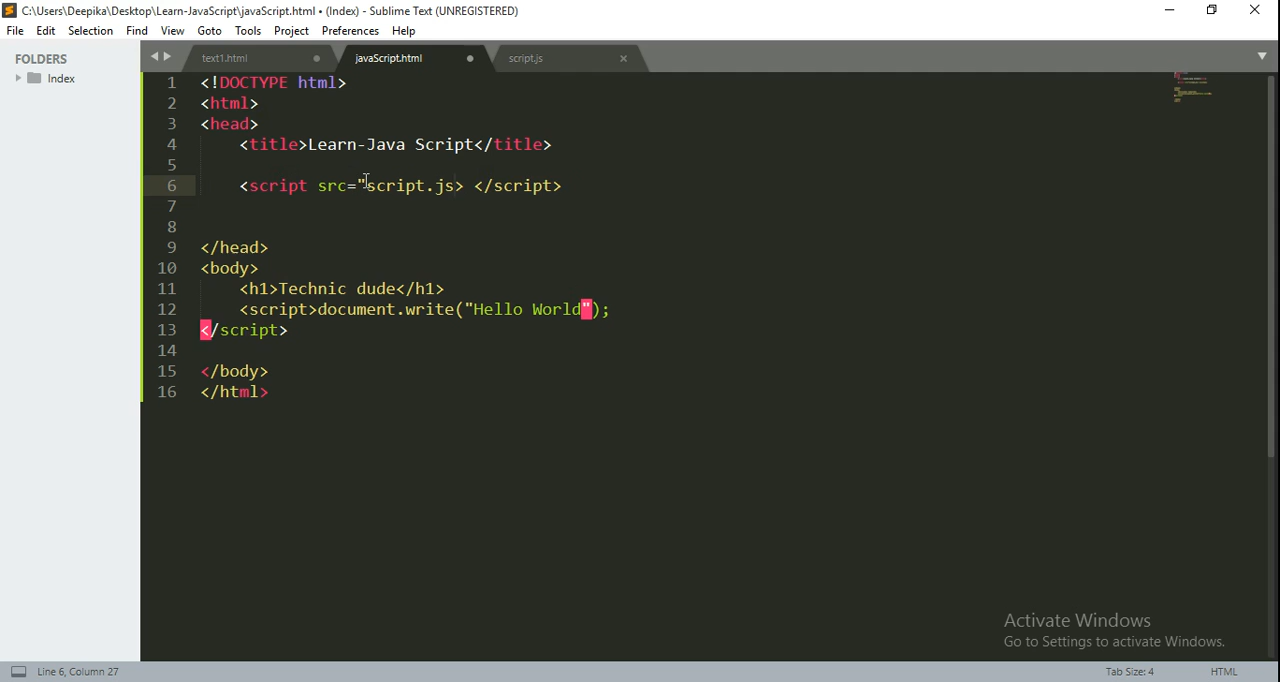 C:\Users\Deepika\Desktop\Learn-JavaScript\javaScript.html • (Index) - Sublime Text (UNREGISTERED)
File Edit Selection Find View Goto Tools Project Preferences Help
FOLDERS
Index
text1.html javaScript.html script.js
1 <!DOCTYPE html>
2 <html>
3 <head>
4 <title>Learn-Java Script</title>
5
6 <script src="script.js> </script>
7
8
9 </head>
10 <body>
11 <h1>Technic dude</h1>
12 <script>document.write("Hello World");
13 </script>
14
15 </body>
16 </html>
Activate Windows
Go to Settings to activate Windows.
Line 6, Column 27 Tab Size: 4 HTML